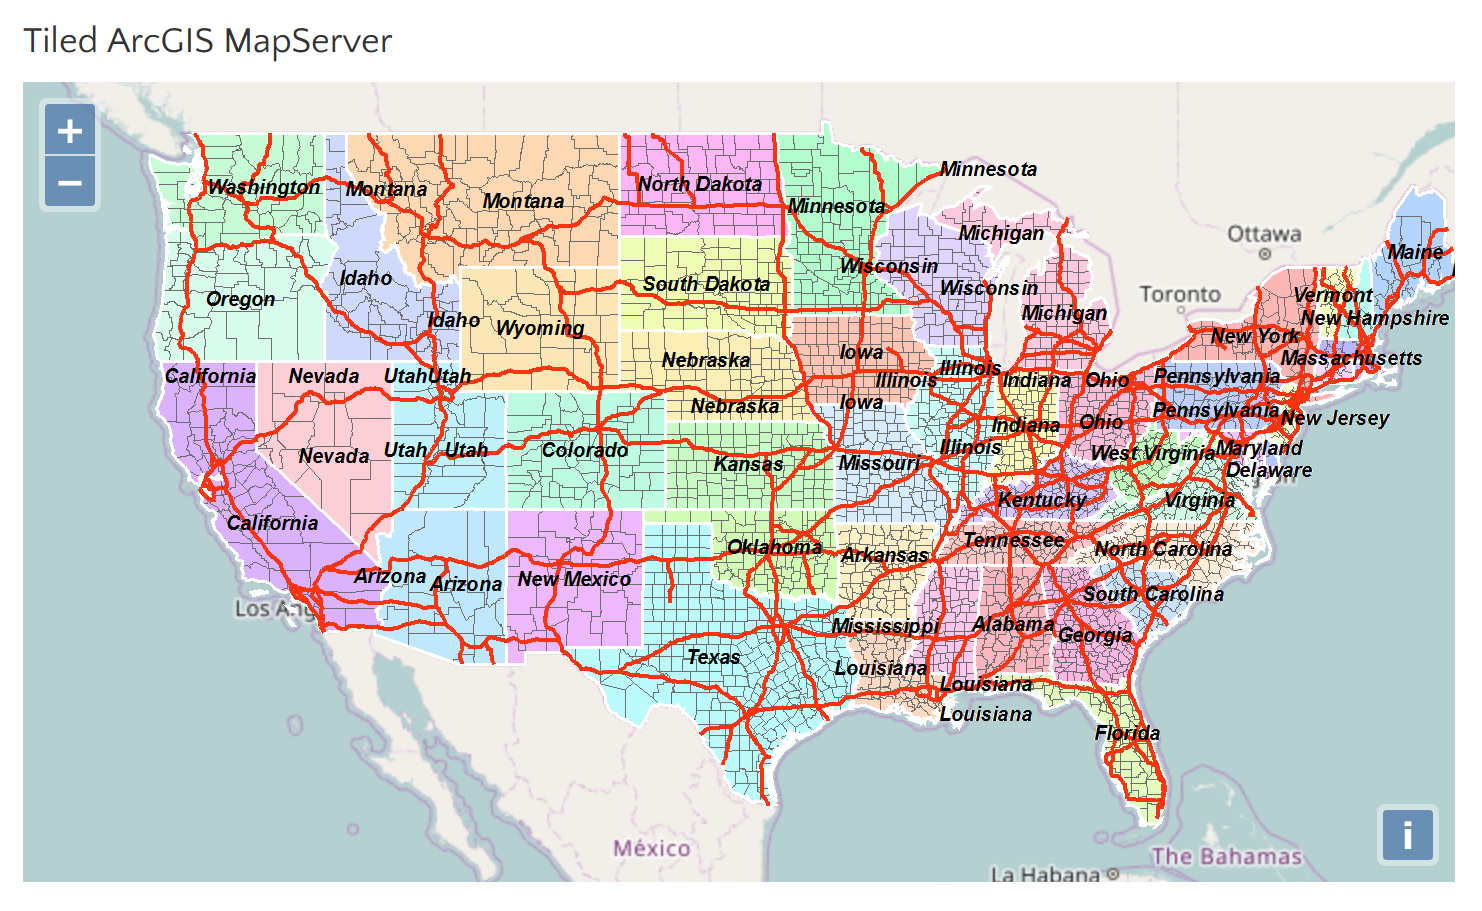 Tiled ArcGIS MapServer
+
−
Minnesota
North Dakota
Washington
Montana
Montana
Minnesota
Michigan
Ottawa
Maine
Wisconsin
Idaho
South Dakota
Wisconsin
Toronto
Vermont
Oregon
Michigan
New Hampshire
Idaho
Wyoming
New York
Iowa
Massachusetts
Nebraska
Illinois
California
Nevada
Utah
Utah
Illinois
Indiana
Ohio
Pennsylvania
Nebraska
Iowa
Pennsylvania
New Jersey
Indiana
Ohio
Utah
Utah
Colorado
Illinois
Maryland
West Virginia
Nevada
Kansas
Missouri
Delaware
Kentucky
Virginia
California
Oklahoma
Arkansas
Tennessee
North Carolina
Arizona
Arizona
New Mexico
South Carolina
Los Ang
Mississippi
Alabama
Georgia
Texas
Louisiana
Louisiana
Louisiana
Florida
México
The Bahamas
i
La Habana